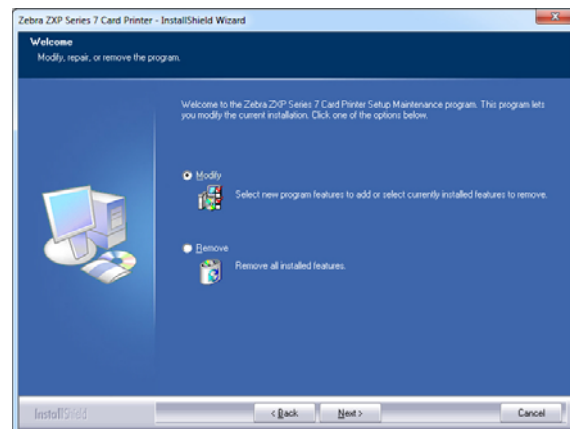 Zebra ZXP Series 7 Card Printer - InstallShield Wizard
Welcome
Modify, repair, or remove the program.
Welcome to the Zebra ZXP Series 7 Card Printer Setup Maintenance program. This program lets
you modify the current installation. Click one of the options below.
Modify
Select new program features to add or select currently installed features to remove.
Remove
Remove all installed features.
InstallShield
< Back
Next >
Cancel